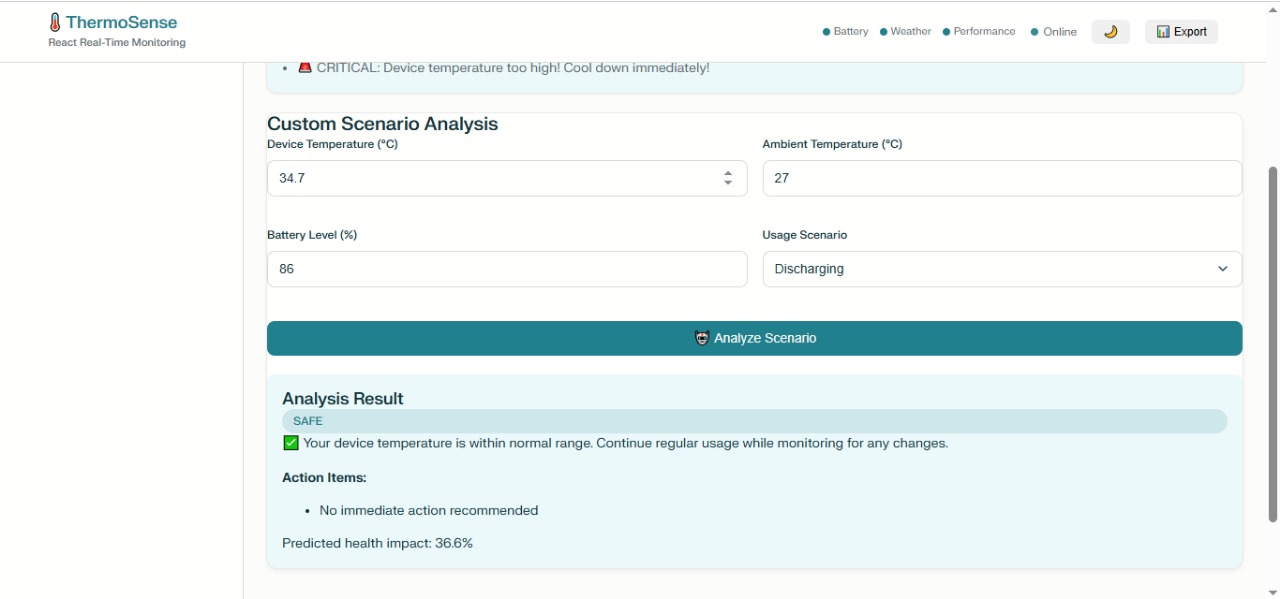 ThermoSense
React Real-Time Monitoring
Battery Weather Performance Online Export
CRITICAL: Device temperature too high! Cool down immediately!
Custom Scenario Analysis
Device Temperature (°C) Ambient Temperature (°C)
34.7 27
Battery Level (%) Usage Scenario
86 Discharging
Analyze Scenario
Analysis Result
SAFE
Your device temperature is within normal range. Continue regular usage while monitoring for any changes.
Action Items:
No immediate action recommended
Predicted health impact: 36.6%